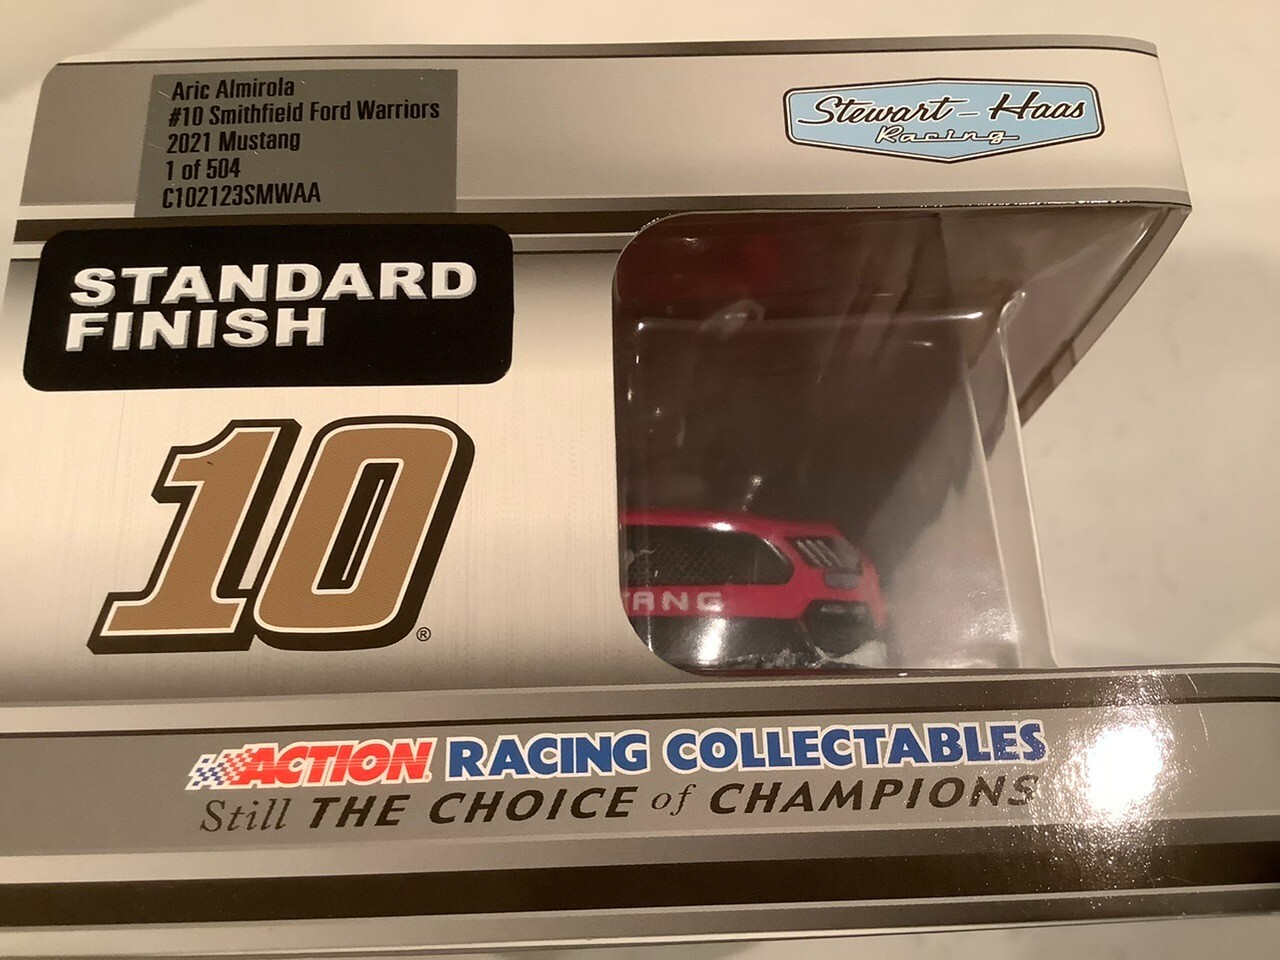 Aric Almirola
#10 Smithfield Ford Warriors
2021 Mustang
1 of 504
C102123SMWAA
Stewart-Haas
Racing
STANDARD
FINISH
10®
TANG
ACTION RACING COLLECTABLES
Still THE CHOICE of CHAMPIONS